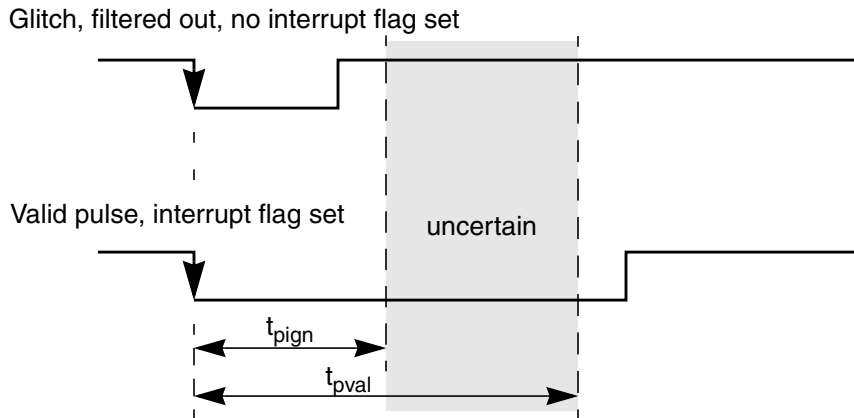 Glitch, filtered out, no interrupt flag set
Valid pulse, interrupt flag set
uncertain
tpign
tpval